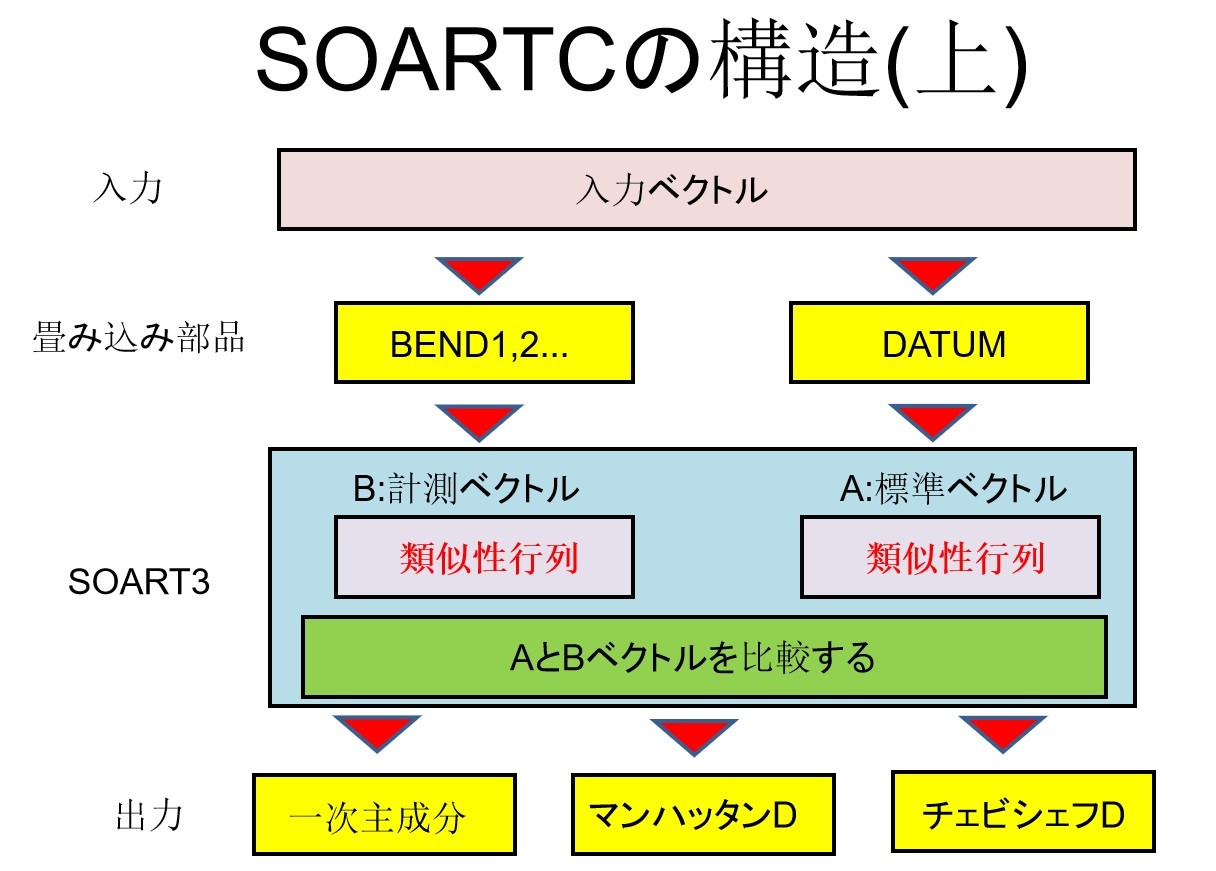 SOARTCの構造(上)
入力
入力ベクトル
畳み込み部品
BEND1,2...
DATUM
B:計測ベクトル
A:標準ベクトル
類似性行列
類似性行列
SOART3
AとBベクトルを比較する
出力
一次主成分
マンハッタンD
チェビシェフD